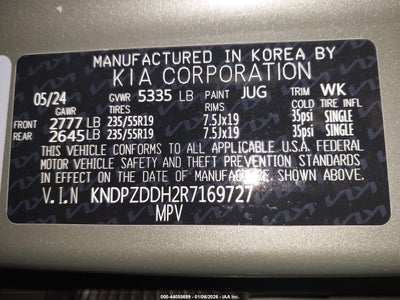 MANUFACTURED IN KOREA BY
KIA CORPORATION
05/24 GVWR 5335 LB PAINT JUG TRIM WK
GAWR TIRES RIMS COLD TIRE INFL
FRONT 2777 LB 235/55R19 7.5Jx19 35psi SINGLE
REAR 2645 LB 235/55R19 7.5Jx19 35psi SINGLE
THIS VEHICLE CONFORMS TO ALL APPLICABLE U.S.A FEDERAL
MOTOR VEHICLE SAFETY AND THEFT PREVENTION STANDARDS
IN EFFECT ON THE DATE OF MANUFACTURE SHOWN ABOVE.
V.I.N KNDPZDDH2R7169727
MPV
000-44055699 - 01/06/2026 - IAA Inc.